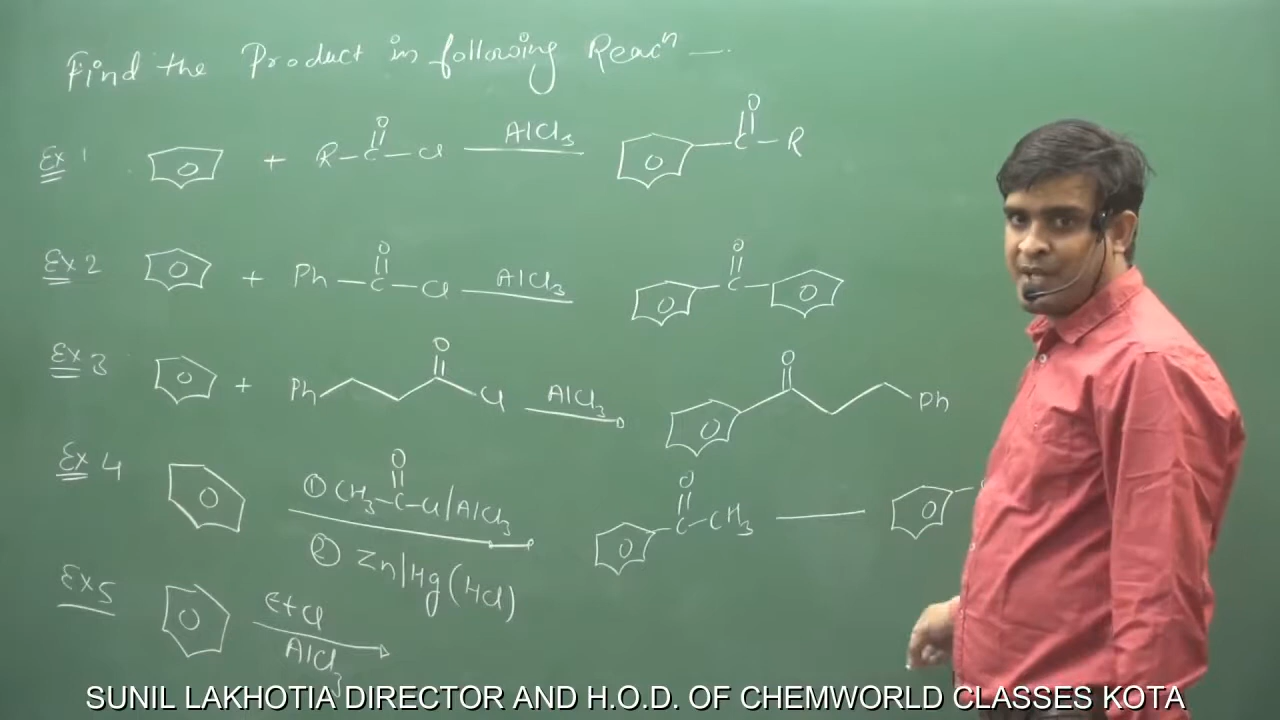 Find the Product in following Reacⁿ —.
Ex 1 + R–C(=O)–Cl AlCl₃ C(=O)–R
Ex 2 + Ph–C(=O)–Cl AlCl₃ C(=O)
Ex 3 + Ph O Cl AlCl₃ O Ph
Ex 4 ① CH₃–C(=O)–Cl/AlCl₃ C(=O)–CH₃
② Zn/Hg (HCl)
Ex 5 EtCl
AlCl₃
SUNIL LAKHOTIA DIRECTOR AND H.O.D. OF CHEMWORLD CLASSES KOTA